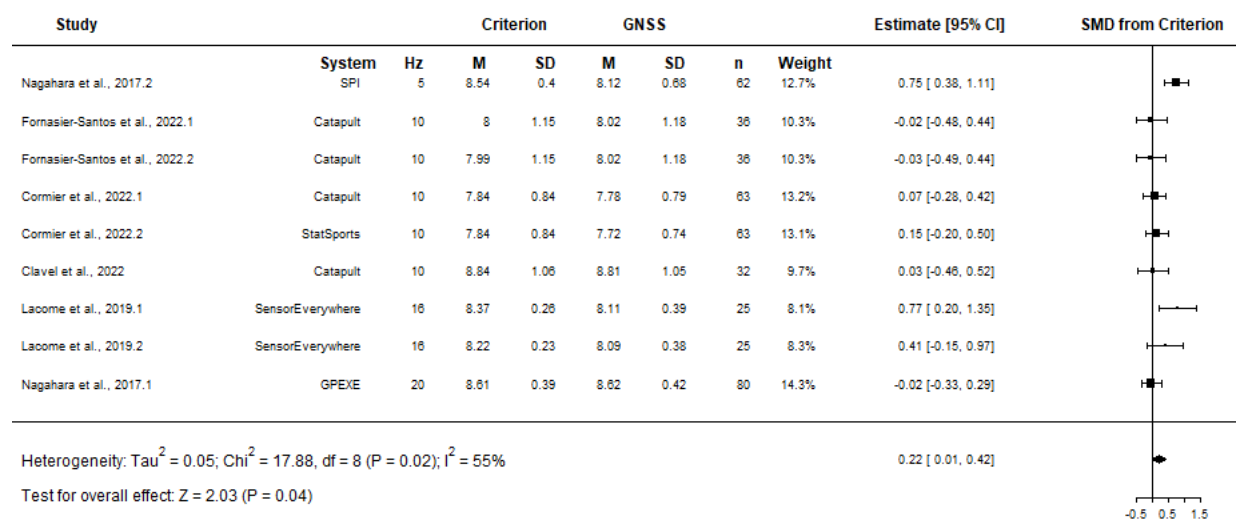 Study Criterion GNSS Estimate [95% CI] SMD from Criterion
System Hz M SD M SD n Weight
Nagahara et al., 2017.2 SPI 5 8.54 0.4 8.12 0.68 62 12.7% 0.75 [ 0.38, 1.11]
Fornasier-Santos et al., 2022.1 Catapult 10 8 1.15 8.02 1.18 36 10.3% -0.02 [-0.48, 0.44]
Fornasier-Santos et al., 2022.2 Catapult 10 7.99 1.15 8.02 1.18 36 10.3% -0.03 [-0.49, 0.44]
Cormier et al., 2022.1 Catapult 10 7.84 0.84 7.78 0.79 63 13.2% 0.07 [-0.28, 0.42]
Cormier et al., 2022.2 StatSports 10 7.84 0.84 7.72 0.74 63 13.1% 0.15 [-0.20, 0.50]
Clavel et al., 2022 Catapult 10 8.84 1.06 8.81 1.05 32 9.7% 0.03 [-0.46, 0.52]
Lacome et al., 2019.1 SensorEverywhere 16 8.37 0.26 8.11 0.39 25 8.1% 0.77 [ 0.20, 1.35]
Lacome et al., 2019.2 SensorEverywhere 16 8.22 0.23 8.09 0.38 25 8.3% 0.41 [-0.15, 0.97]
Nagahara et al., 2017.1 GPEXE 20 8.61 0.39 8.62 0.42 80 14.3% -0.02 [-0.33, 0.29]
Heterogeneity: Tau² = 0.05; Chi² = 17.88, df = 8 (P = 0.02); I² = 55% 0.22 [ 0.01, 0.42]
Test for overall effect: Z = 2.03 (P = 0.04)
-0.5 0.5 1.5